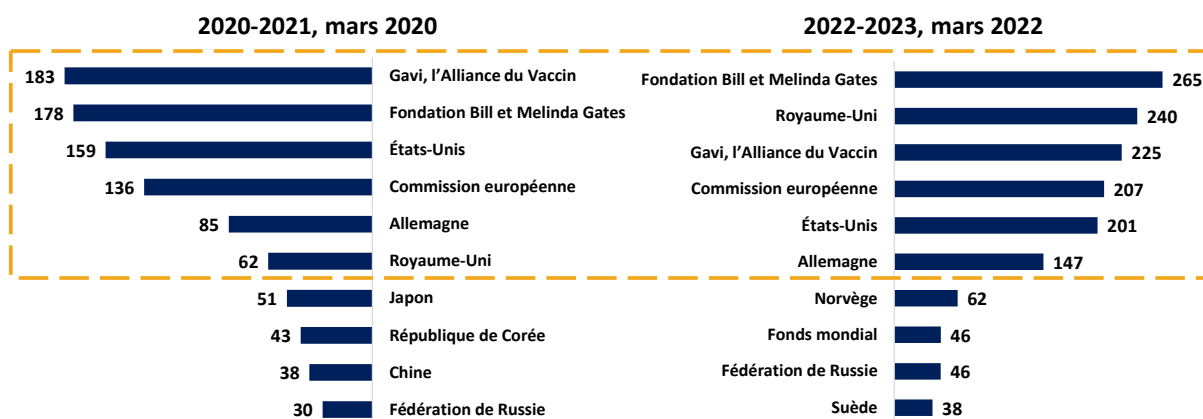 2020-2021, mars 2020
183 Gavi, l’Alliance du Vaccin
178 Fondation Bill et Melinda Gates
159 États-Unis
136 Commission européenne
85 Allemagne
62 Royaume-Uni
51 Japon
43 République de Corée
38 Chine
30 Fédération de Russie
2022-2023, mars 2022
Fondation Bill et Melinda Gates 265
Royaume-Uni 240
Gavi, l’Alliance du Vaccin 225
Commission européenne 207
États-Unis 201
Allemagne 147
Norvège 62
Fonds mondial 46
Fédération de Russie 46
Suède 38